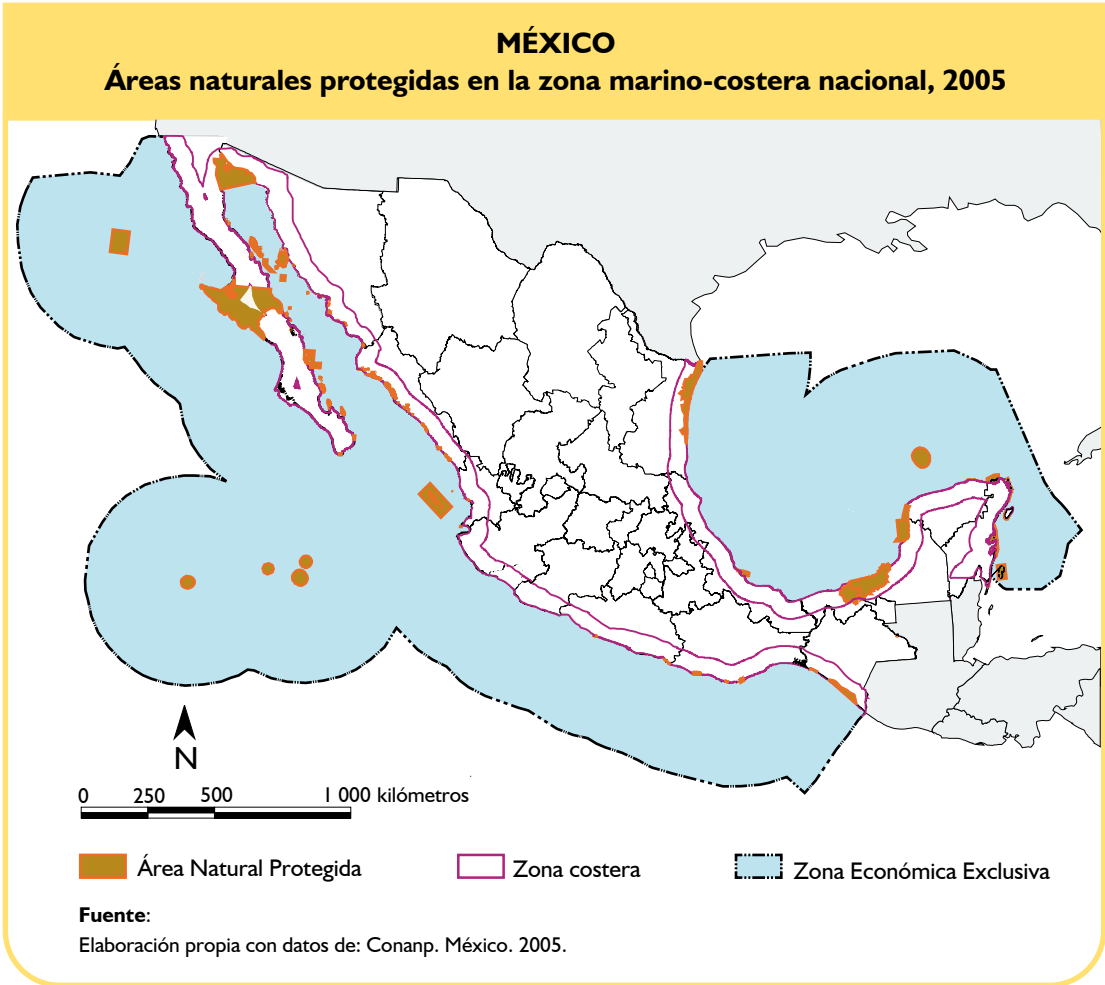 MÉXICO
Áreas naturales protegidas en la zona marino-costera nacional, 2005
N
0 250 500 1 000 kilómetros
Área Natural Protegida
Zona costera
Zona Económica Exclusiva
Fuente:
Elaboración propia con datos de: Conanp. México. 2005.